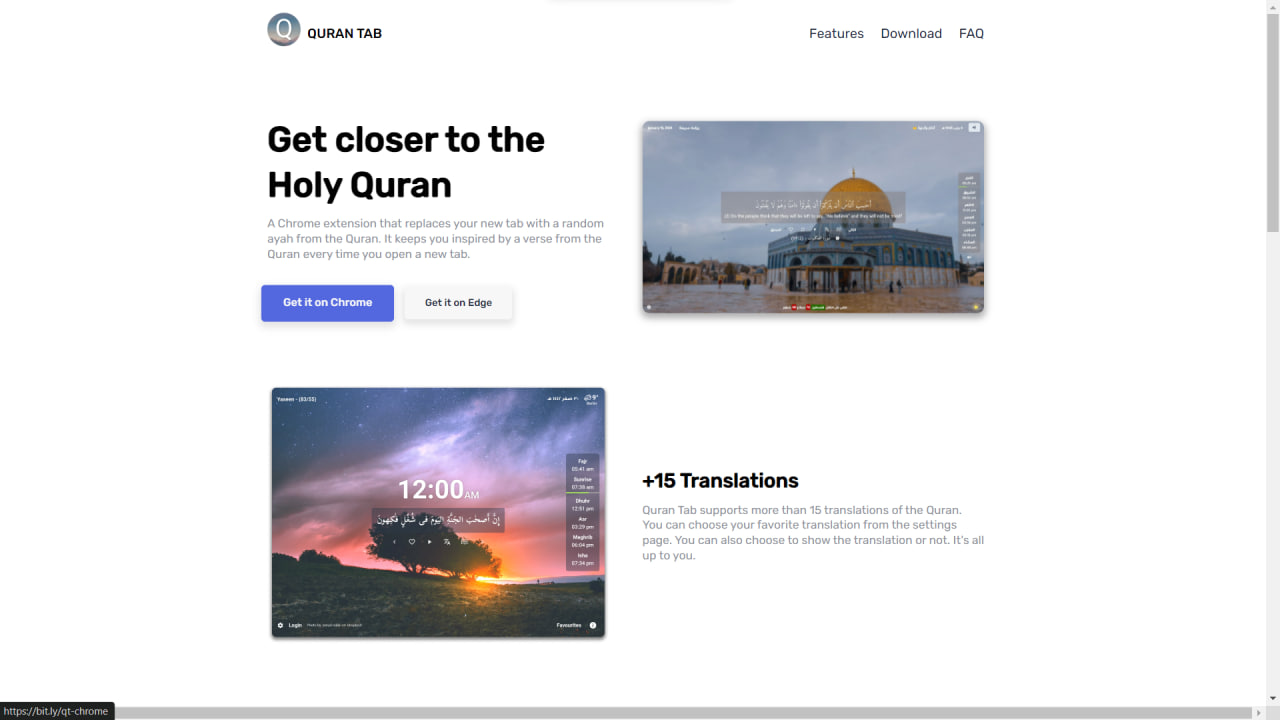 QURAN TAB
Features
Download
FAQ
Get closer to the
Holy Quran
A Chrome extension that replaces your new tab with a random
ayah from the Quran. It keeps you inspired by a verse from the
Quran every time you open a new tab.
Get it on Chrome
Get it on Edge
Yaseen - (83/55)
9°
Berlin
12:00AM
إِنَّ أَصْحَٰبَ الجَنَّةِ اليَوْمَ فِى شُغُلٍ فَٰكِهُونَ
Fajr
05:41 am
Sunrise
07:38 am
Dhuhr
12:51 pm
Asr
03:29 pm
Maghrib
06:04 pm
Isha
07:34 pm
Login
Favourites
+15 Translations
Quran Tab supports more than 15 translations of the Quran.
You can choose your favorite translation from the settings
page. You can also choose to show the translation or not. It's all
up to you.
https://bit.ly/qt-chrome